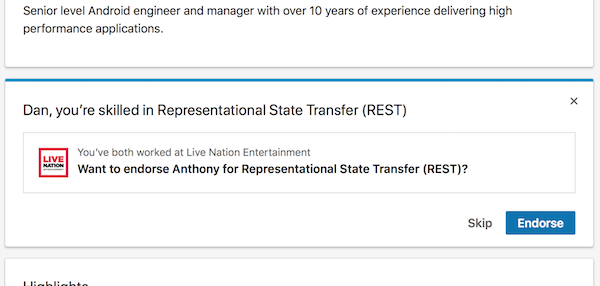 Senior level Android engineer and manager with over 10 years of experience delivering high
performance applications.
Dan, you're skilled in Representational State Transfer (REST)
×
LIVE
NATION
You've both worked at Live Nation Entertainment
Want to endorse Anthony for Representational State Transfer (REST)?
Skip
Endorse
Highlights